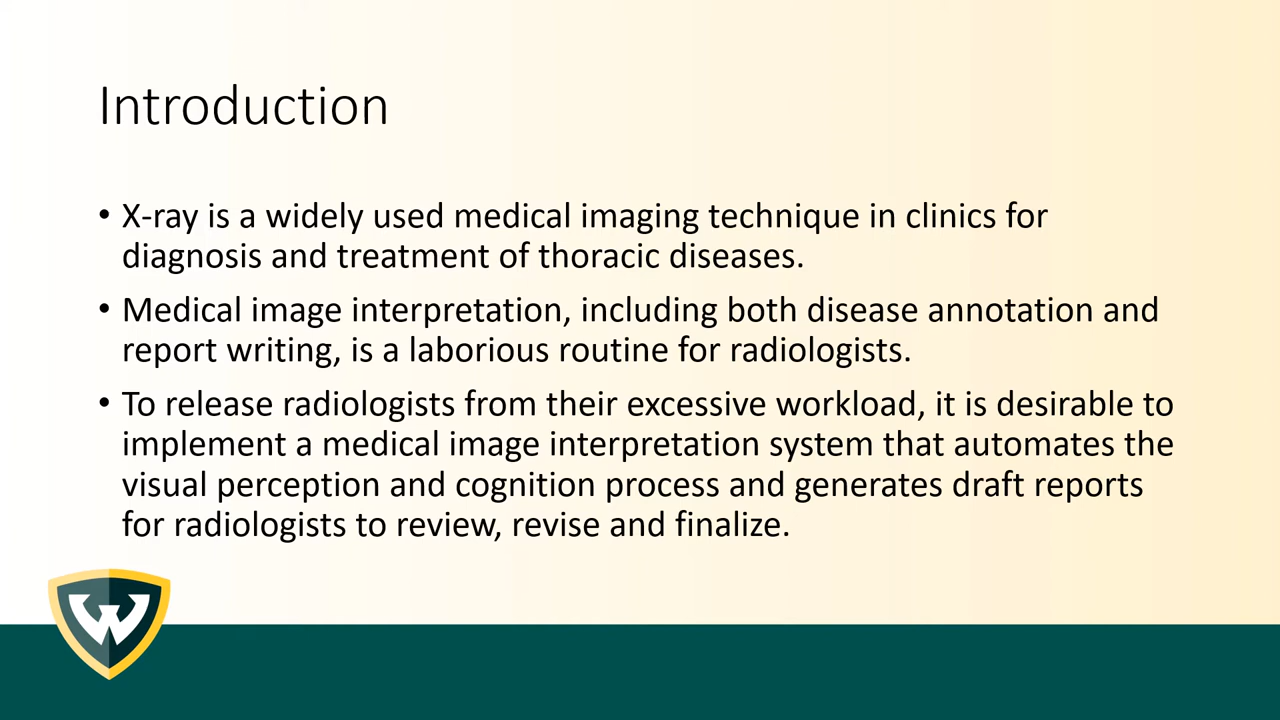 Introduction
• X-ray is a widely used medical imaging technique in clinics for
diagnosis and treatment of thoracic diseases.
• Medical image interpretation, including both disease annotation and
report writing, is a laborious routine for radiologists.
• To release radiologists from their excessive workload, it is desirable to
implement a medical image interpretation system that automates the
visual perception and cognition process and generates draft reports
for radiologists to review, revise and finalize.
W